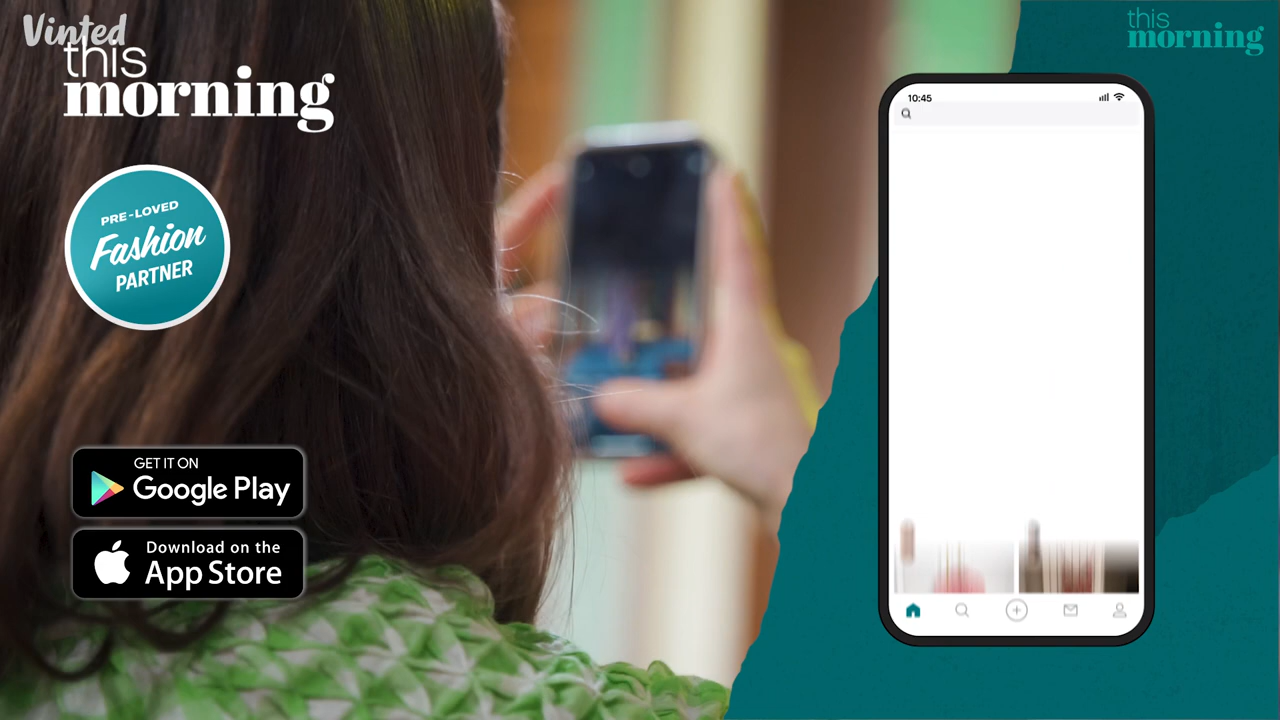 Vinted
this
morning
PRE-LOVED
Fashion
PARTNER
GET IT ON
Google Play
Download on the
App Store
this
morning
10:45